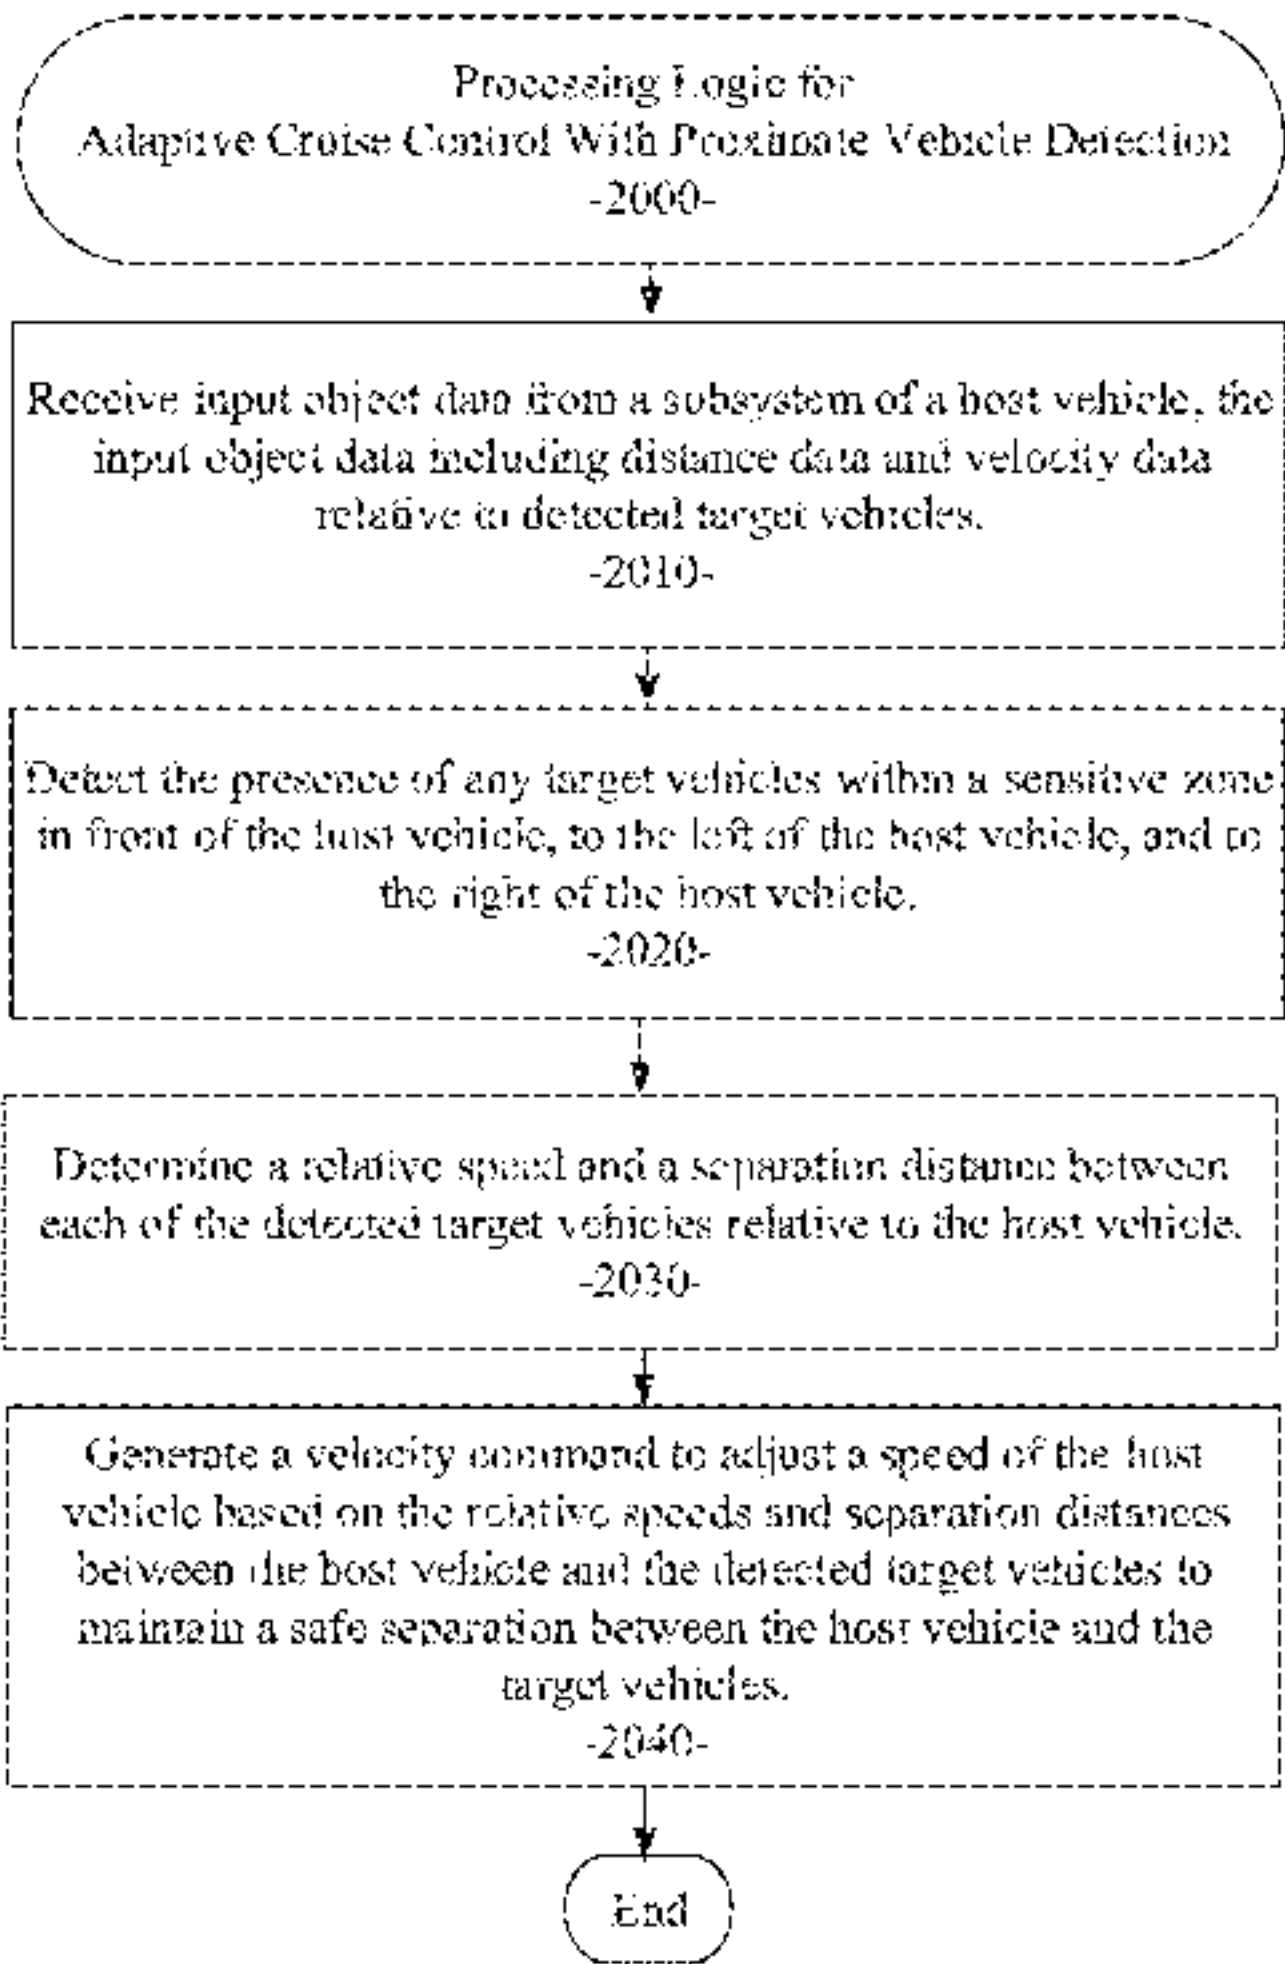 Processing Logic for
Adaptive Cruise Control With Proximate Vehicle Detection
-2000-
Receive input object data from a subsystem of a host vehicle, the
input object data including distance data and velocity data
relative to detected target vehicles.
-2010-
Detect the presence of any target vehicles within a sensitive zone
in front of the host vehicle, to the left of the host vehicle, and to
the right of the host vehicle.
-2020-
Determine a relative speed and a separation distance between
each of the detected target vehicles relative to the host vehicle.
-2030-
Generate a velocity command to adjust a speed of the host
vehicle based on the relative speeds and separation distances
between the host vehicle and the detected target vehicles to
maintain a safe separation between the host vehicle and the
target vehicles.
-2040-
End